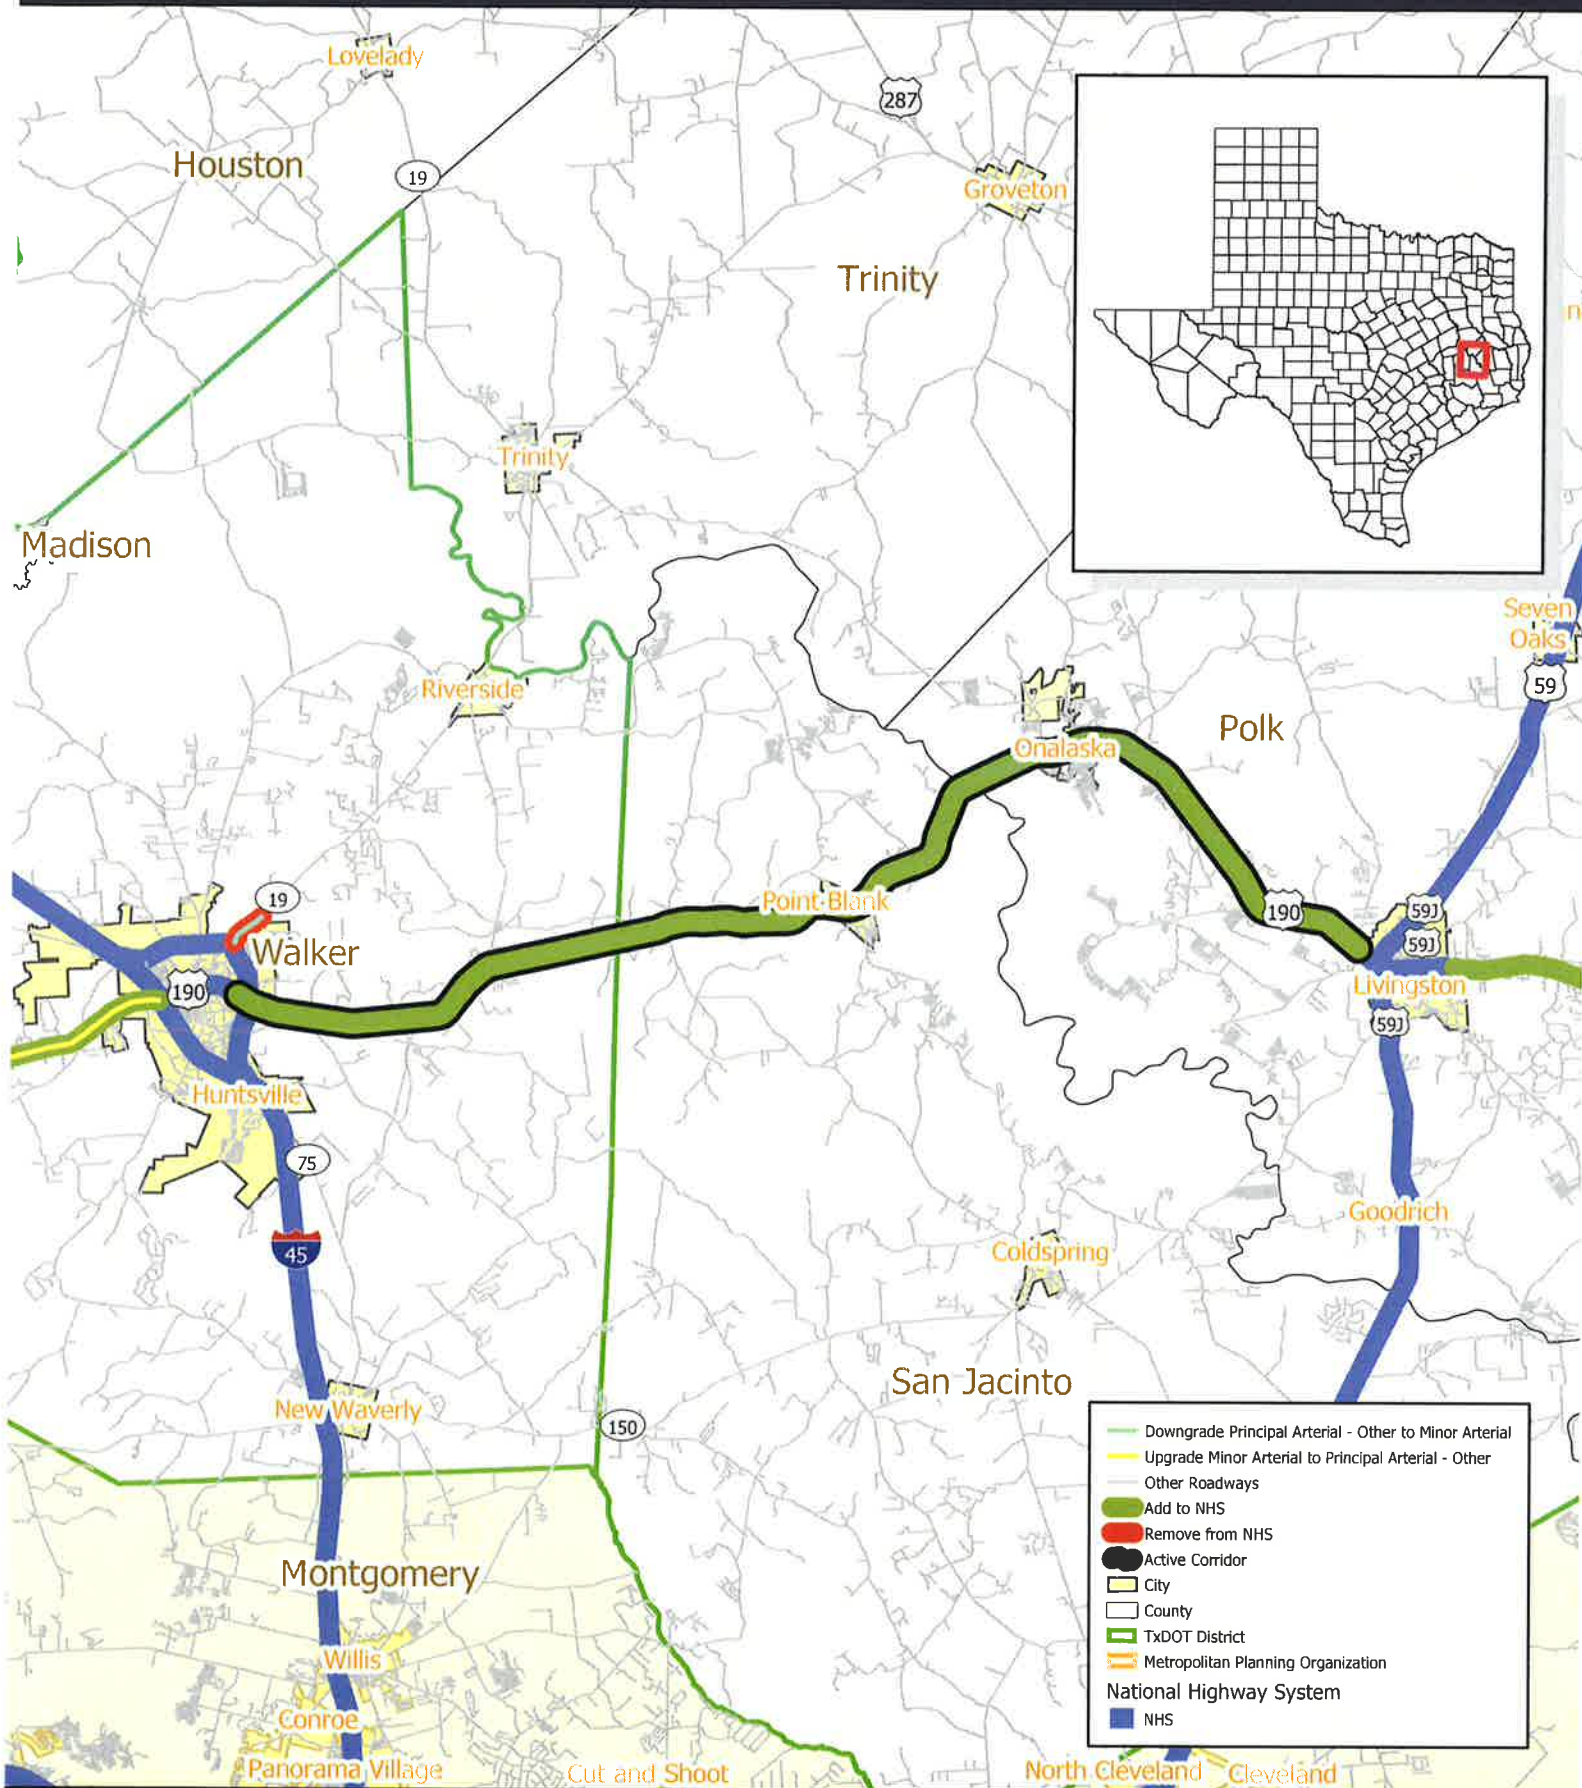 Lovelady
287
Houston
19
Groveton
Trinity
Trinity
Madison
Seven
Oaks
59
Riverside
Polk
Onalaska
19
Point Blank
190
59J
Walker
59J
190
Livingston
59J
Huntsville
75
Goodrich
45
Coldspring
San Jacinto
New Waverly
150
Downgrade Principal Arterial - Other to Minor Arterial
Upgrade Minor Arterial to Principal Arterial - Other
Other Roadways
Add to NHS
Remove from NHS
Active Corridor
City
County
TxDOT District
Metropolitan Planning Organization
National Highway System
NHS
Montgomery
Willis
Conroe
Panorama Village
Cut and Shoot
North Cleveland
Cleveland